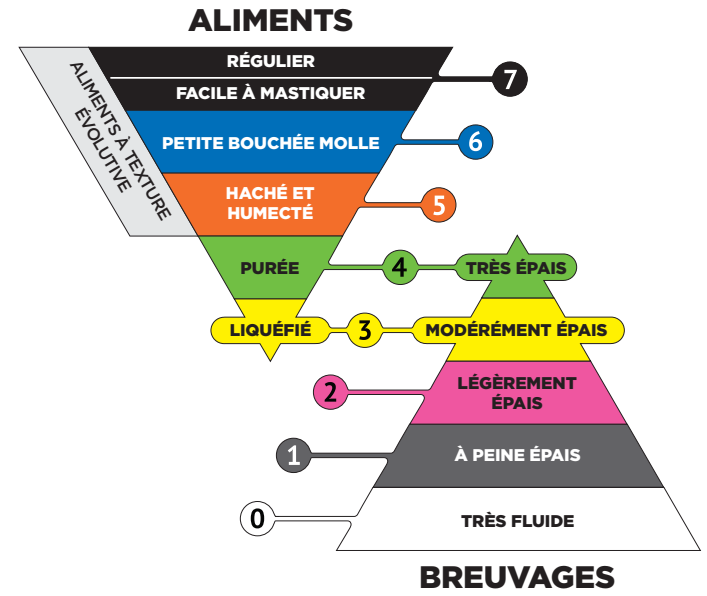 ALIMENTS
RÉGULIER
7
FACILE À MASTIQUER
ALIMENTS À TEXTURE
ÉVOLUTIVE
PETITE BOUCHÉE MOLLE
6
HACHÉ ET
HUMECTÉ
5
PURÉE
4
TRÈS ÉPAIS
LIQUÉFIÉ
3
MODÉRÉMENT ÉPAIS
2
LÉGÈREMENT
ÉPAIS
1
À PEINE ÉPAIS
0
TRÈS FLUIDE
BREUVAGES